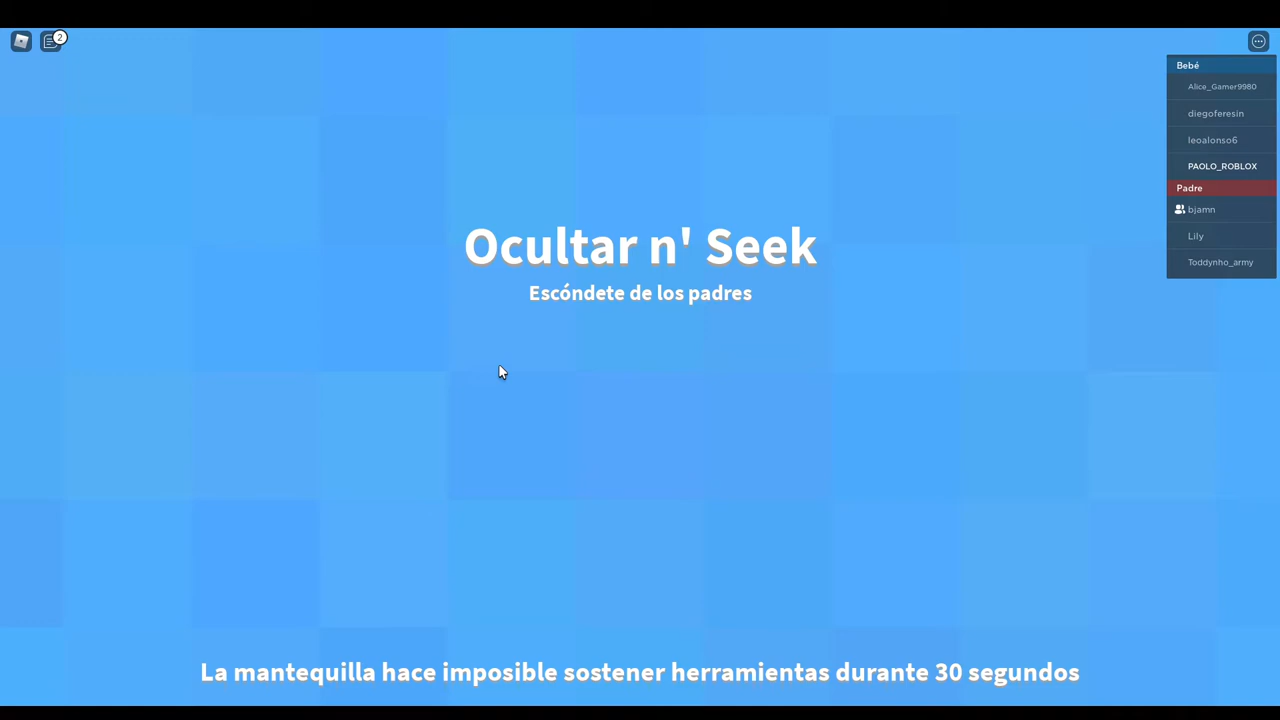 2
Bebé
Alice_Gamer9980
diegoferesin
leoalonso6
PAOLO_ROBLOX
Padre
bjamn
Lily
Toddynho_army
Ocultar n' Seek
Escóndete de los padres
La mantequilla hace imposible sostener herramientas durante 30 segundos